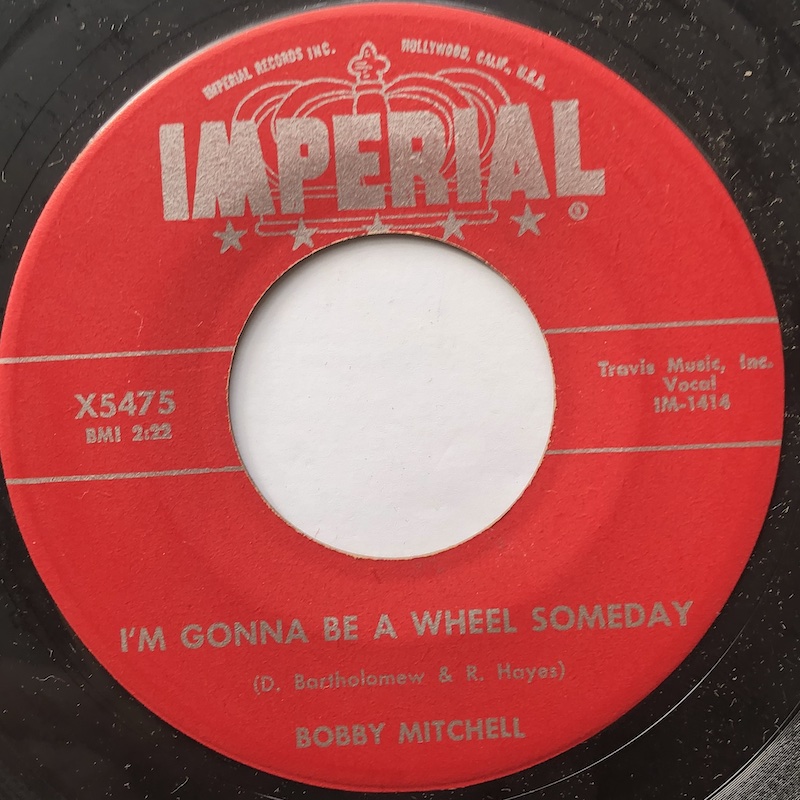 IMPERIAL RECORDS INC. HOLLYWOOD, CALIF., U.S.A.
IMPERIAL ®
X5475
BMI 2:22
Travis Music, Inc.
Vocal
IM-1414
I'M GONNA BE A WHEEL SOMEDAY
(D. Bartholomew & R. Hayes)
BOBBY MITCHELL